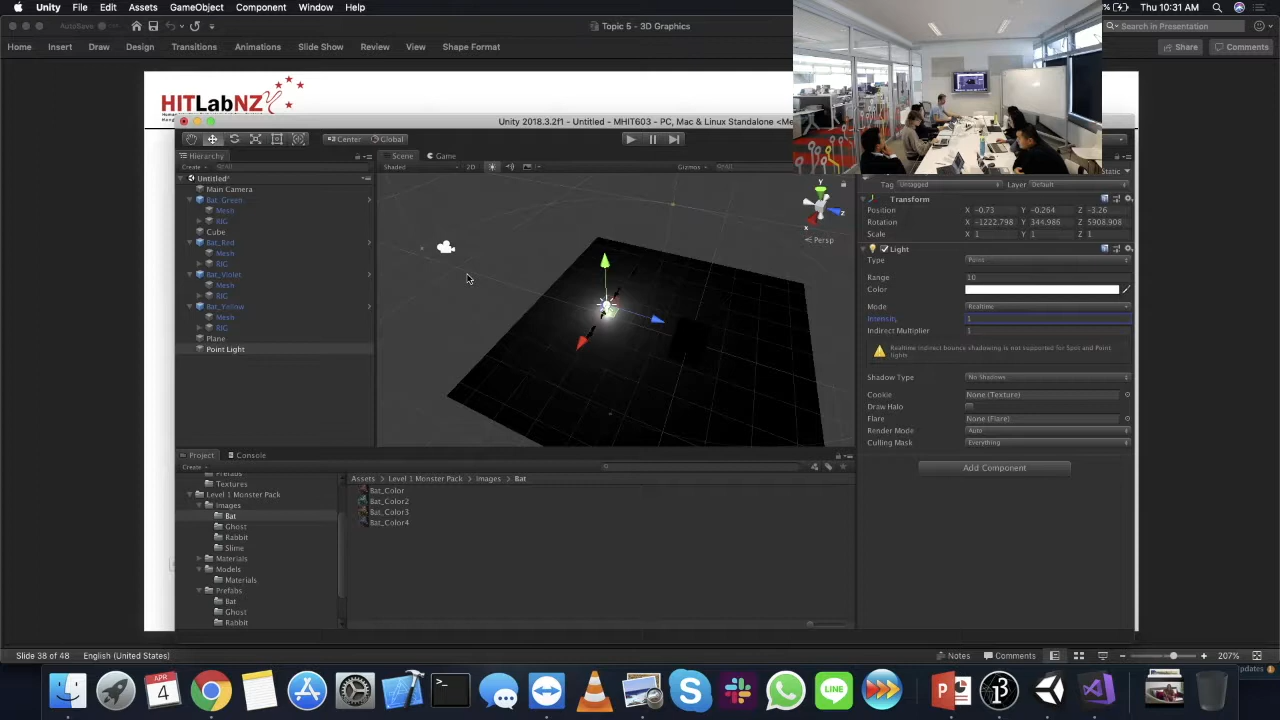 Unity File Edit Assets GameObject Component Window Help
% Thu 10:31 AM
AutoSave
Topic 5 - 3D Graphics
Search in Presentation
Home Insert Draw Design Transitions Animations Slide Show Review View Shape Format
Share Comments
HITLabNZ
Unity 2018.3.2f1 - Untitled - MHIT603 - PC, Mac & Linux Standalone <Me
Center Global
Hierarchy
Scene Game
Static
Create All
Shaded 2D
Gizmos All
Tag Untagged Layer Default
Untitled*
Main Camera
Bat_Green
Mesh
RIG
Cube
Bat_Red
Mesh
RIG
Bat_Violet
Mesh
RIG
Bat_Yellow
Mesh
RIG
Plane
Point Light
y
z
x
Persp
Transform
Position X -0.73 Y -0.264 Z -3.26
Rotation X -1222.798 Y 344.986 Z 5908.908
Scale X 1 Y 1 Z 1
Light
Type Point
Range 10
Color
Mode Realtime
Intensity 1
Indirect Multiplier 1
Realtime indirect bounce shadowing is not supported for Spot and Point lights.
Shadow Type No Shadows
Cookie None (Texture)
Draw Halo
Flare None (Flare)
Render Mode Auto
Culling Mask Everything
Add Component
Project Console
Create
Prefabs
Textures
Level 1 Monster Pack
Images
Bat
Ghost
Rabbit
Slime
Materials
Models
Materials
Prefabs
Bat
Ghost
Rabbit
Assets Level 1 Monster Pack Images Bat
Bat_Color
Bat_Color2
Bat_Color3
Bat_Color4
Slide 38 of 48 English (United States)
Notes Comments 207%
Updates
APR
4
LINE